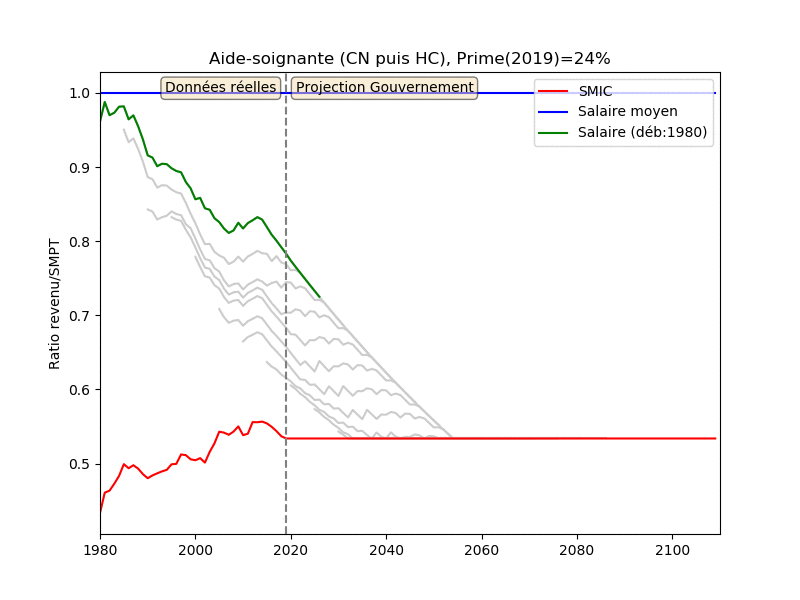 Aide-soignante (CN puis HC), Prime(2019)=24%
Données réelles
Projection Gouvernement
SMIC
Salaire moyen
Salaire (déb:1980)
Ratio revenu/SMPT
1.0
0.9
0.8
0.7
0.6
0.5
1980 2000 2020 2040 2060 2080 2100